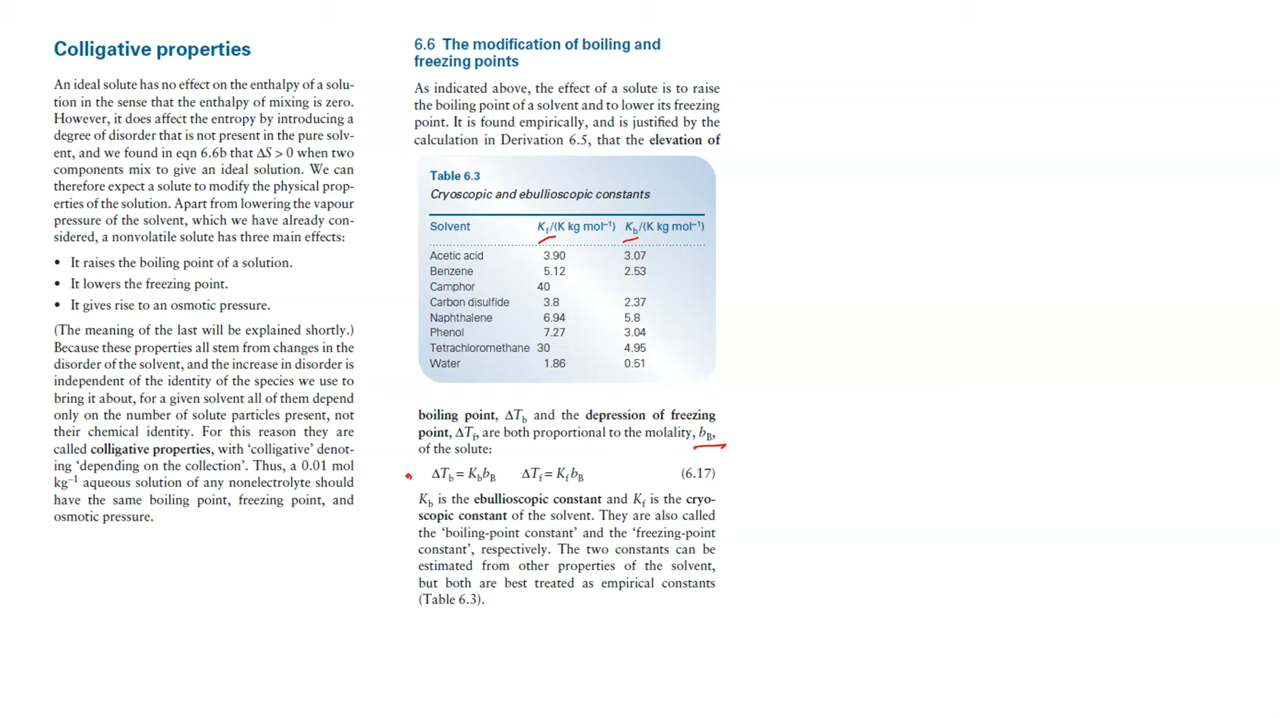 Colligative properties
An ideal solute has no effect on the enthalpy of a solu-
tion in the sense that the enthalpy of mixing is zero.
However, it does affect the entropy by introducing a
degree of disorder that is not present in the pure solv-
ent, and we found in eqn 6.6b that ΔS > 0 when two
components mix to give an ideal solution. We can
therefore expect a solute to modify the physical prop-
erties of the solution. Apart from lowering the vapour
pressure of the solvent, which we have already con-
sidered, a nonvolatile solute has three main effects:
• It raises the boiling point of a solution.
• It lowers the freezing point.
• It gives rise to an osmotic pressure.
(The meaning of the last will be explained shortly.)
Because these properties all stem from changes in the
disorder of the solvent, and the increase in disorder is
independent of the identity of the species we use to
bring it about, for a given solvent all of them depend
only on the number of solute particles present, not
their chemical identity. For this reason they are
called colligative properties, with 'colligative' denot-
ing 'depending on the collection'. Thus, a 0.01 mol
kg⁻¹ aqueous solution of any nonelectrolyte should
have the same boiling point, freezing point, and
osmotic pressure.
6.6 The modification of boiling and
freezing points
As indicated above, the effect of a solute is to raise
the boiling point of a solvent and to lower its freezing
point. It is found empirically, and is justified by the
calculation in Derivation 6.5, that the elevation of
Table 6.3
Cryoscopic and ebullioscopic constants
Solvent K_f/(K kg mol⁻¹) K_b/(K kg mol⁻¹)
Acetic acid 3.90 3.07
Benzene 5.12 2.53
Camphor 40
Carbon disulfide 3.8 2.37
Naphthalene 6.94 5.8
Phenol 7.27 3.04
Tetrachloromethane 30 4.95
Water 1.86 0.51
boiling point, ΔT_b and the depression of freezing
point, ΔT_f, are both proportional to the molality, b_B,
of the solute:
ΔT_b = K_b b_B ΔT_f = K_f b_B (6.17)
K_b is the ebullioscopic constant and K_f is the cryo-
scopic constant of the solvent. They are also called
the 'boiling-point constant' and the 'freezing-point
constant', respectively. The two constants can be
estimated from other properties of the solvent,
but both are best treated as empirical constants
(Table 6.3).